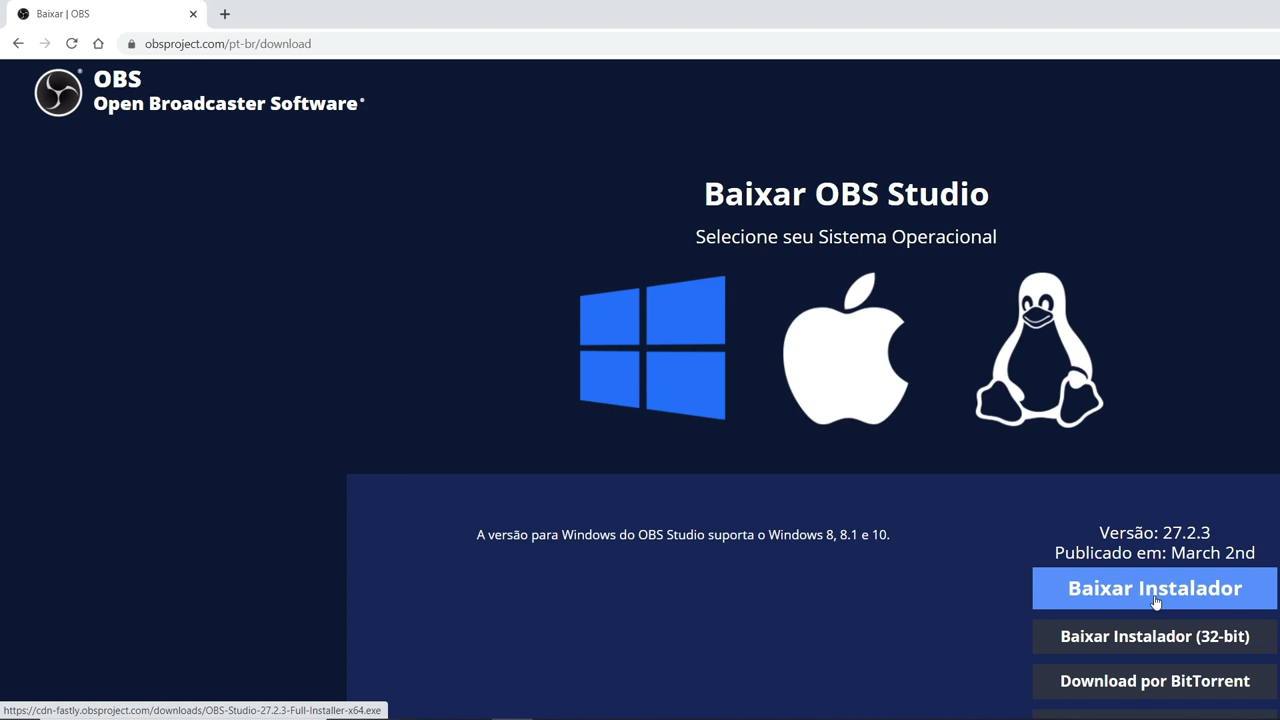 Baixar | OBS
obsproject.com/pt-br/download
OBS
Open Broadcaster Software
Baixar OBS Studio
Selecione seu Sistema Operacional
A versão para Windows do OBS Studio suporta o Windows 8, 8.1 e 10.
Versão: 27.2.3
Publicado em: March 2nd
Baixar Instalador
Baixar Instalador (32-bit)
Download por BitTorrent
https://cdn-fastly.obsproject.com/downloads/OBS-Studio-27.2.3-Full-Installer-x64.exe